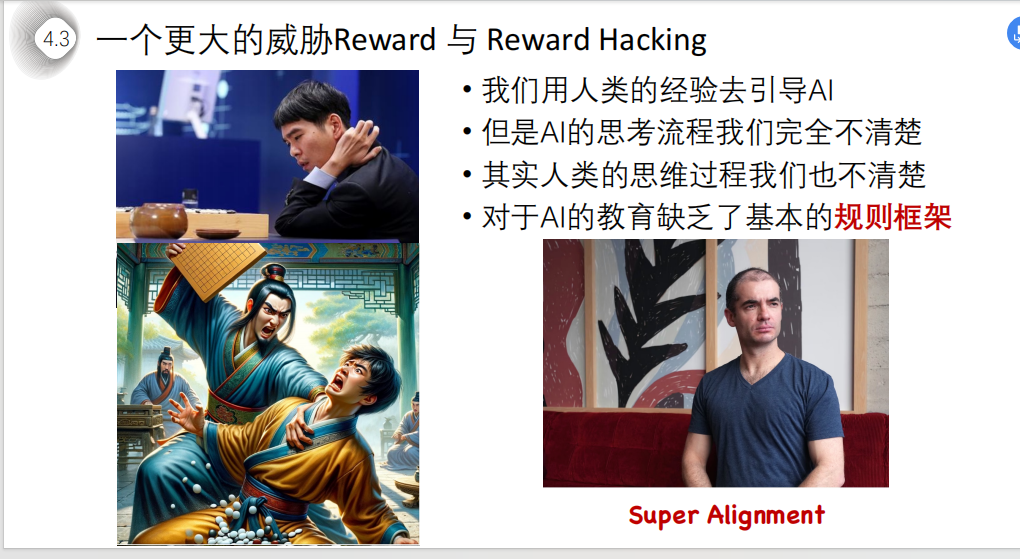 4.3
一个更大的威胁Reward 与 Reward Hacking
• 我们用人类的经验去引导AI
• 但是AI的思考流程我们完全不清楚
• 其实人类的思维过程我们也不清楚
• 对于AI的教育缺乏了基本的规则框架
Super Alignment